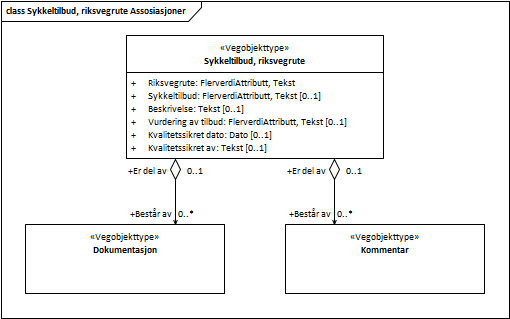 class Sykkeltilbud, riksvegrute Assosiasjoner
«Vegobjekttype»
Sykkeltilbud, riksvegrute
+ Riksvegrute: FlerverdiAttributt, Tekst
+ Sykkeltilbud: FlerverdiAttributt, Tekst [0..1]
+ Beskrivelse: Tekst [0..1]
+ Vurdering av tilbud: FlerverdiAttributt, Tekst [0..1]
+ Kvalitetssikret dato: Dato [0..1]
+ Kvalitetssikret av: Tekst [0..1]
+Er del av 0..1 +Er del av 0..1
+Består av 0..* +Består av 0..*
«Vegobjekttype» «Vegobjekttype»
Dokumentasjon Kommentar